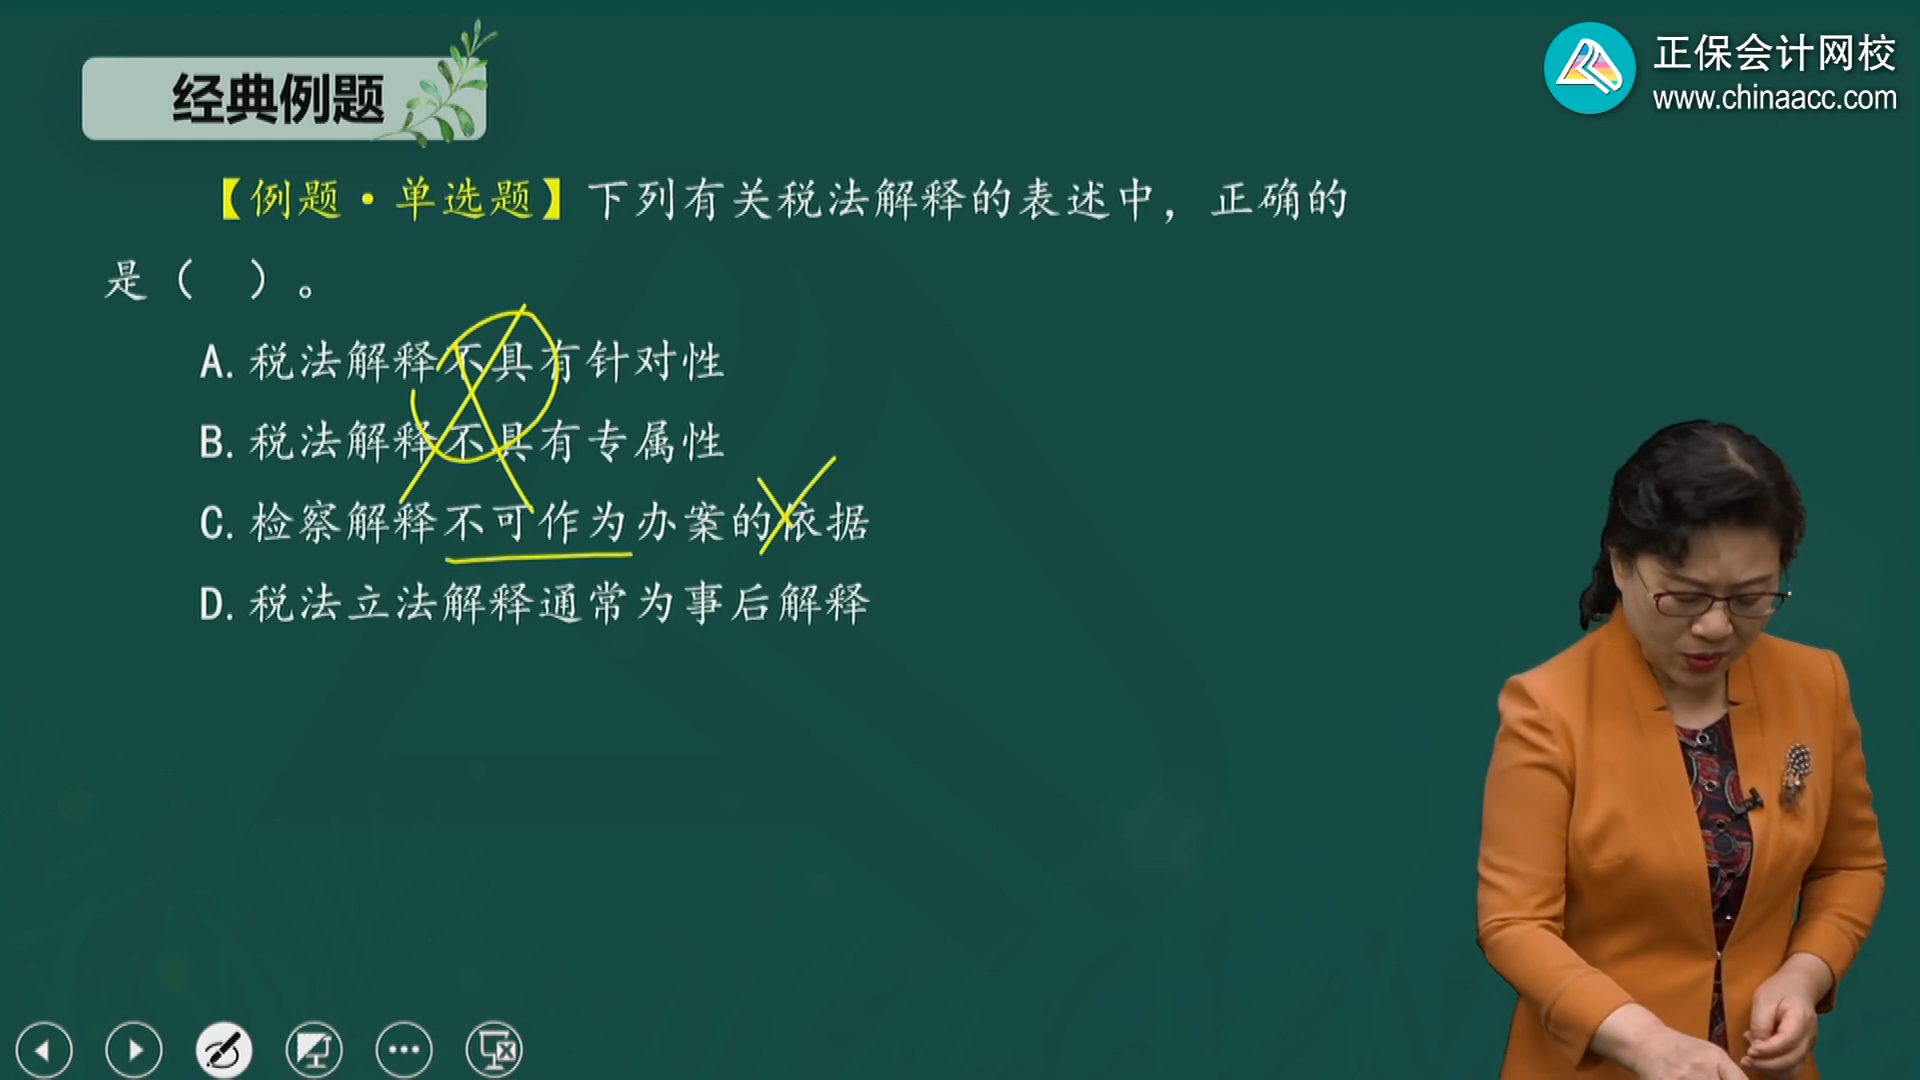 经典例题
正保会计网校
www.chinaacc.com
【例题·单选题】下列有关税法解释的表述中，正确的
是（ ）。
A. 税法解释不具有针对性
B. 税法解释不具有专属性
C. 检察解释不可作为办案的依据
D. 税法立法解释通常为事后解释